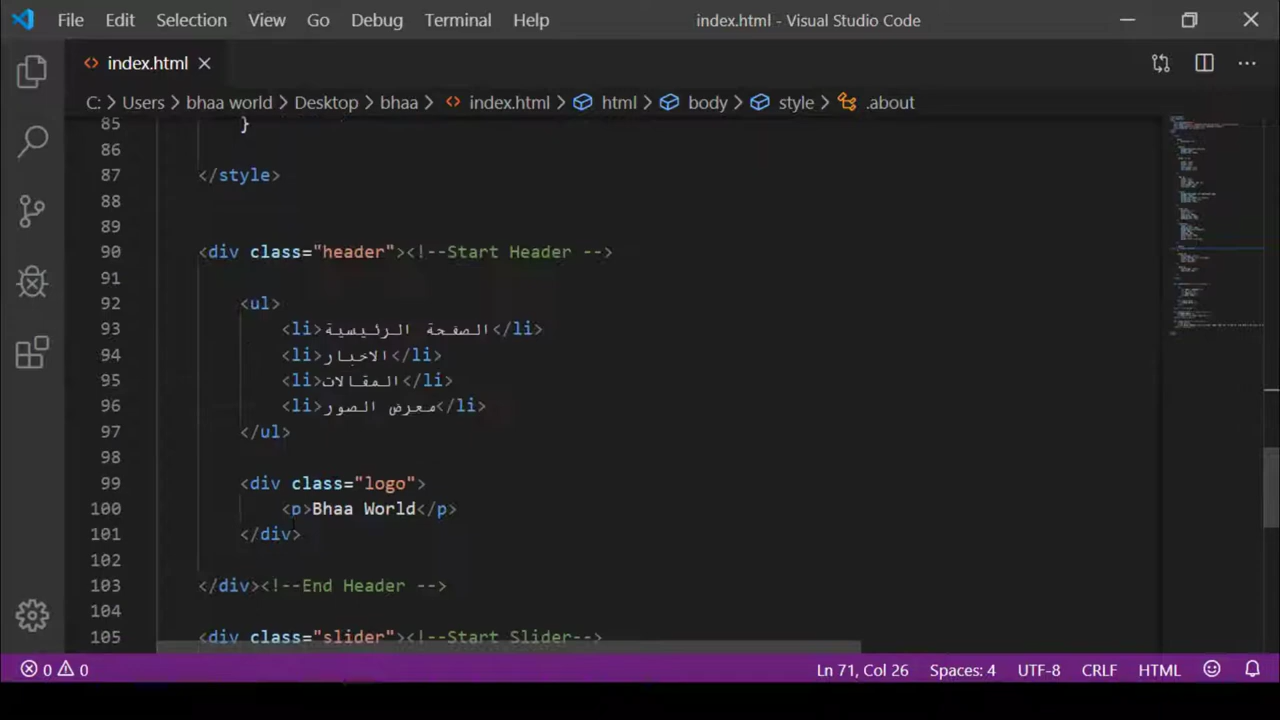 File Edit Selection View Go Debug Terminal Help index.html - Visual Studio Code
index.html
C: Users bhaa world Desktop bhaa index.html html body style .about
85 }
86
87 </style>
88
89
90 <div class="header"><!--Start Header -->
91
92 <ul>
93 <li>الصفحة الرئيسية</li>
94 <li>الاخبار</li>
95 <li>المقالات</li>
96 <li>معرض الصور</li>
97 </ul>
98
99 <div class="logo">
100 <p>Bhaa World</p>
101 </div>
102
103 </div><!--End Header -->
104
105 <div class="slider"><!--Start Slider-->
0 0 Ln 71, Col 26 Spaces: 4 UTF-8 CRLF HTML